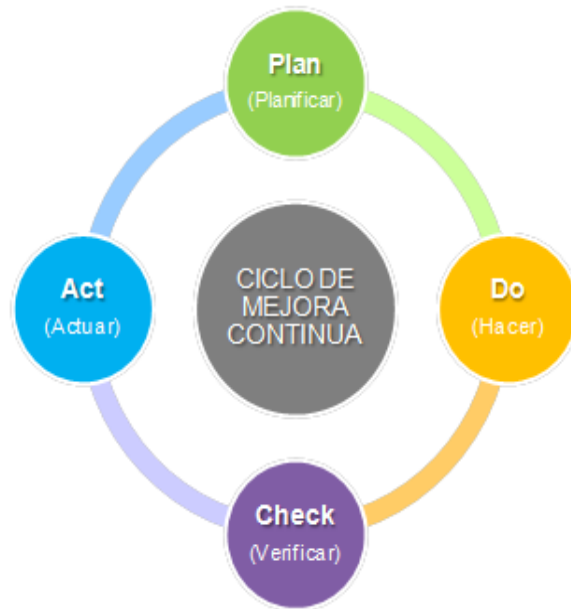 Plan
(Planificar)
Act
(Actuar)
CICLO DE
MEJORA
CONTINUA
Do
(Hacer)
Check
(Verificar)